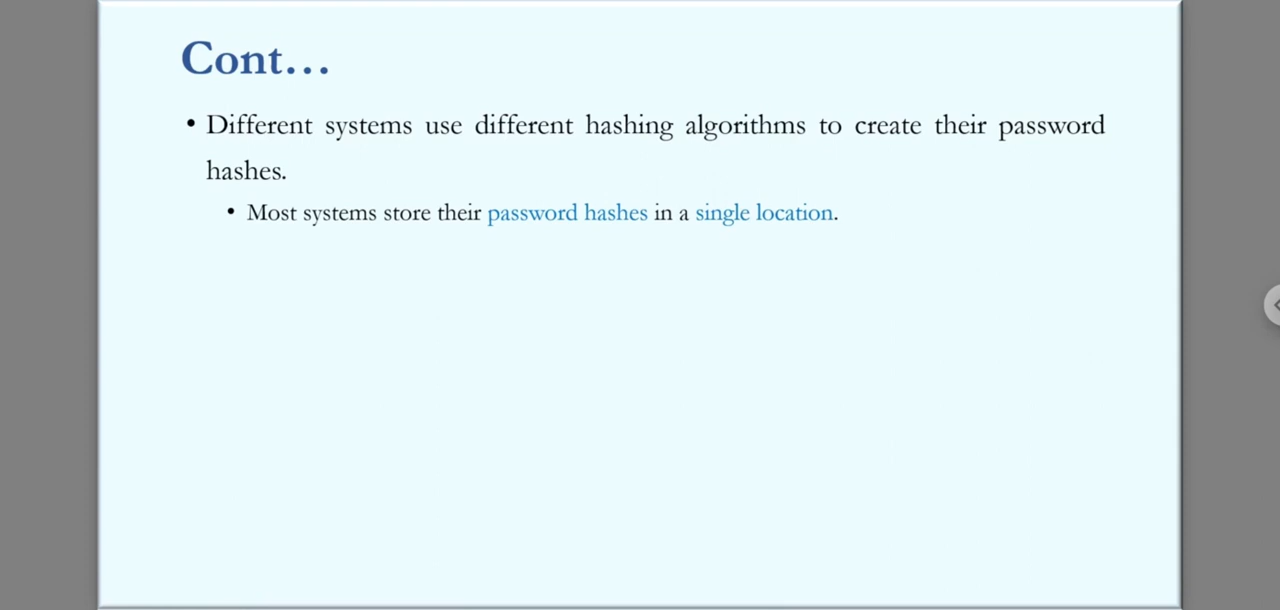 Cont…
• Different systems use different hashing algorithms to create their password
hashes.
• Most systems store their password hashes in a single location.